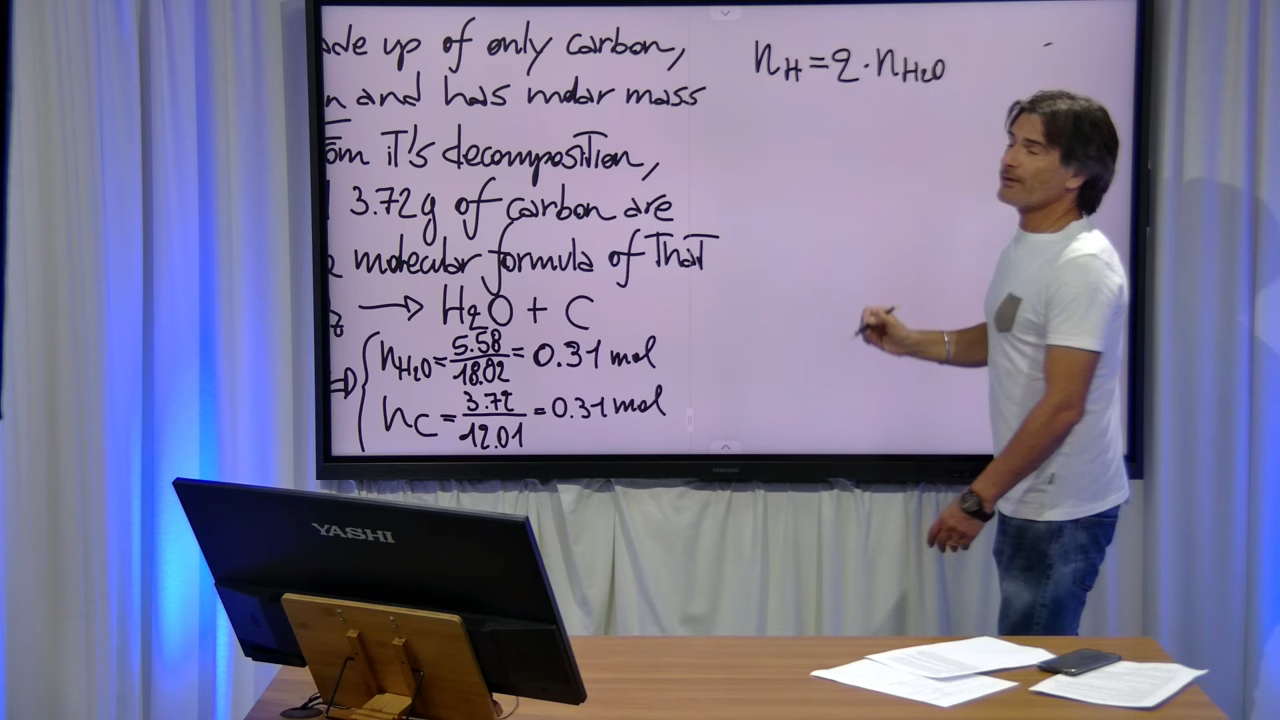 ade up of only carbon,
n and has molar mass
om it's decomposition,
3.72g of carbon are
molecular formula of that
z → H2O + C
⇒ { nH2O = 5.58 / 18.02 = 0.31 mol
nC = 3.72 / 12.01 = 0.31 mol
nH = 2 · nH2O
SAMSUNG
YASHI